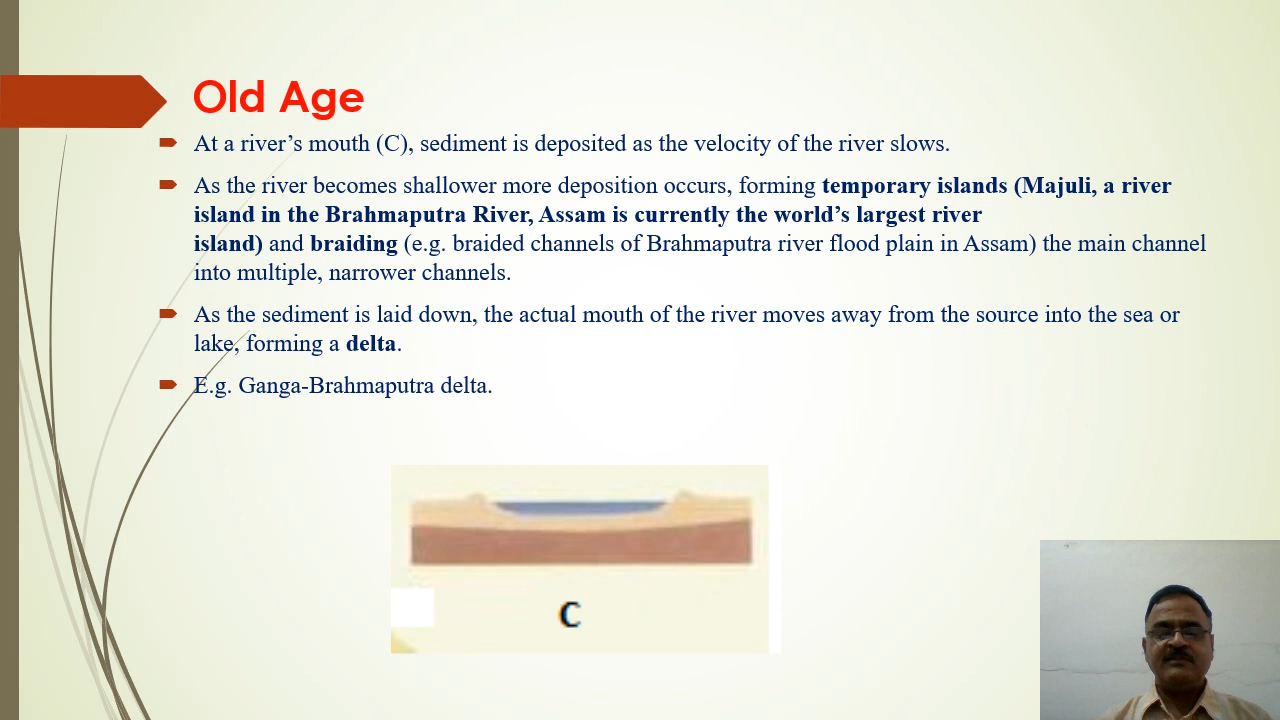 Old Age
At a river’s mouth (C), sediment is deposited as the velocity of the river slows.
As the river becomes shallower more deposition occurs, forming temporary islands (Majuli, a river
island in the Brahmaputra River, Assam is currently the world’s largest river
island) and braiding (e.g. braided channels of Brahmaputra river flood plain in Assam) the main channel
into multiple, narrower channels.
As the sediment is laid down, the actual mouth of the river moves away from the source into the sea or
lake, forming a delta.
E.g. Ganga-Brahmaputra delta.
C